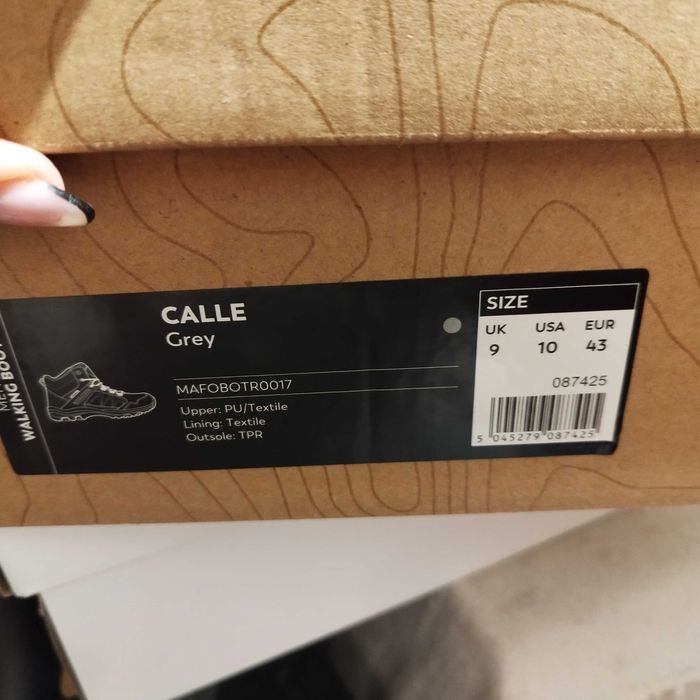 WALKING BOOT
CALLE
Grey
MAFOBOTR0017
Upper: PU/Textile
Lining: Textile
Outsole: TPR
SIZE
UK USA EUR
9 10 43
087425
5 045279 087425